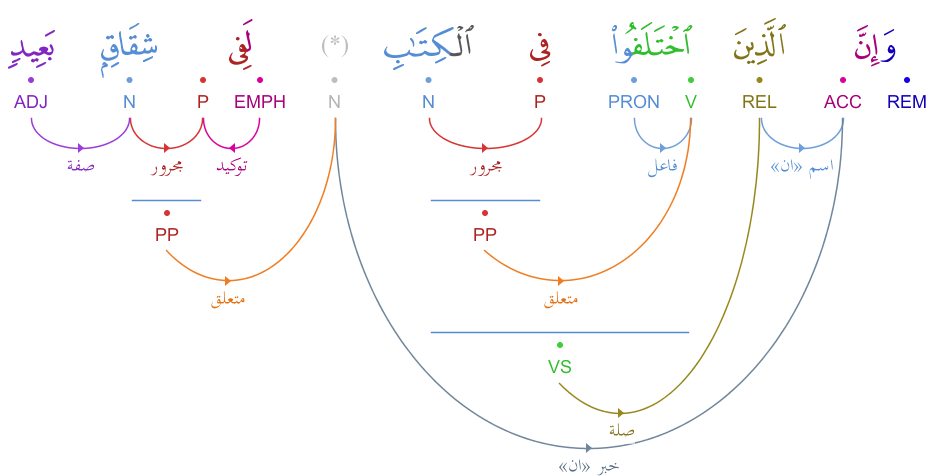 وَإِنَّ ٱلَّذِينَ ٱخْتَلَفُوا۟ فِى ٱلْكِتَٰبِ (*) لَفِى شِقَاقٍۭ بَعِيدٍۢ
REM ACC REL V PRON P N N EMPH P N ADJ
اسم «ان» فاعل مجرور توكيد مجرور صفة
PP PP
متعلق متعلق
VS
صلة
خبر «ان»